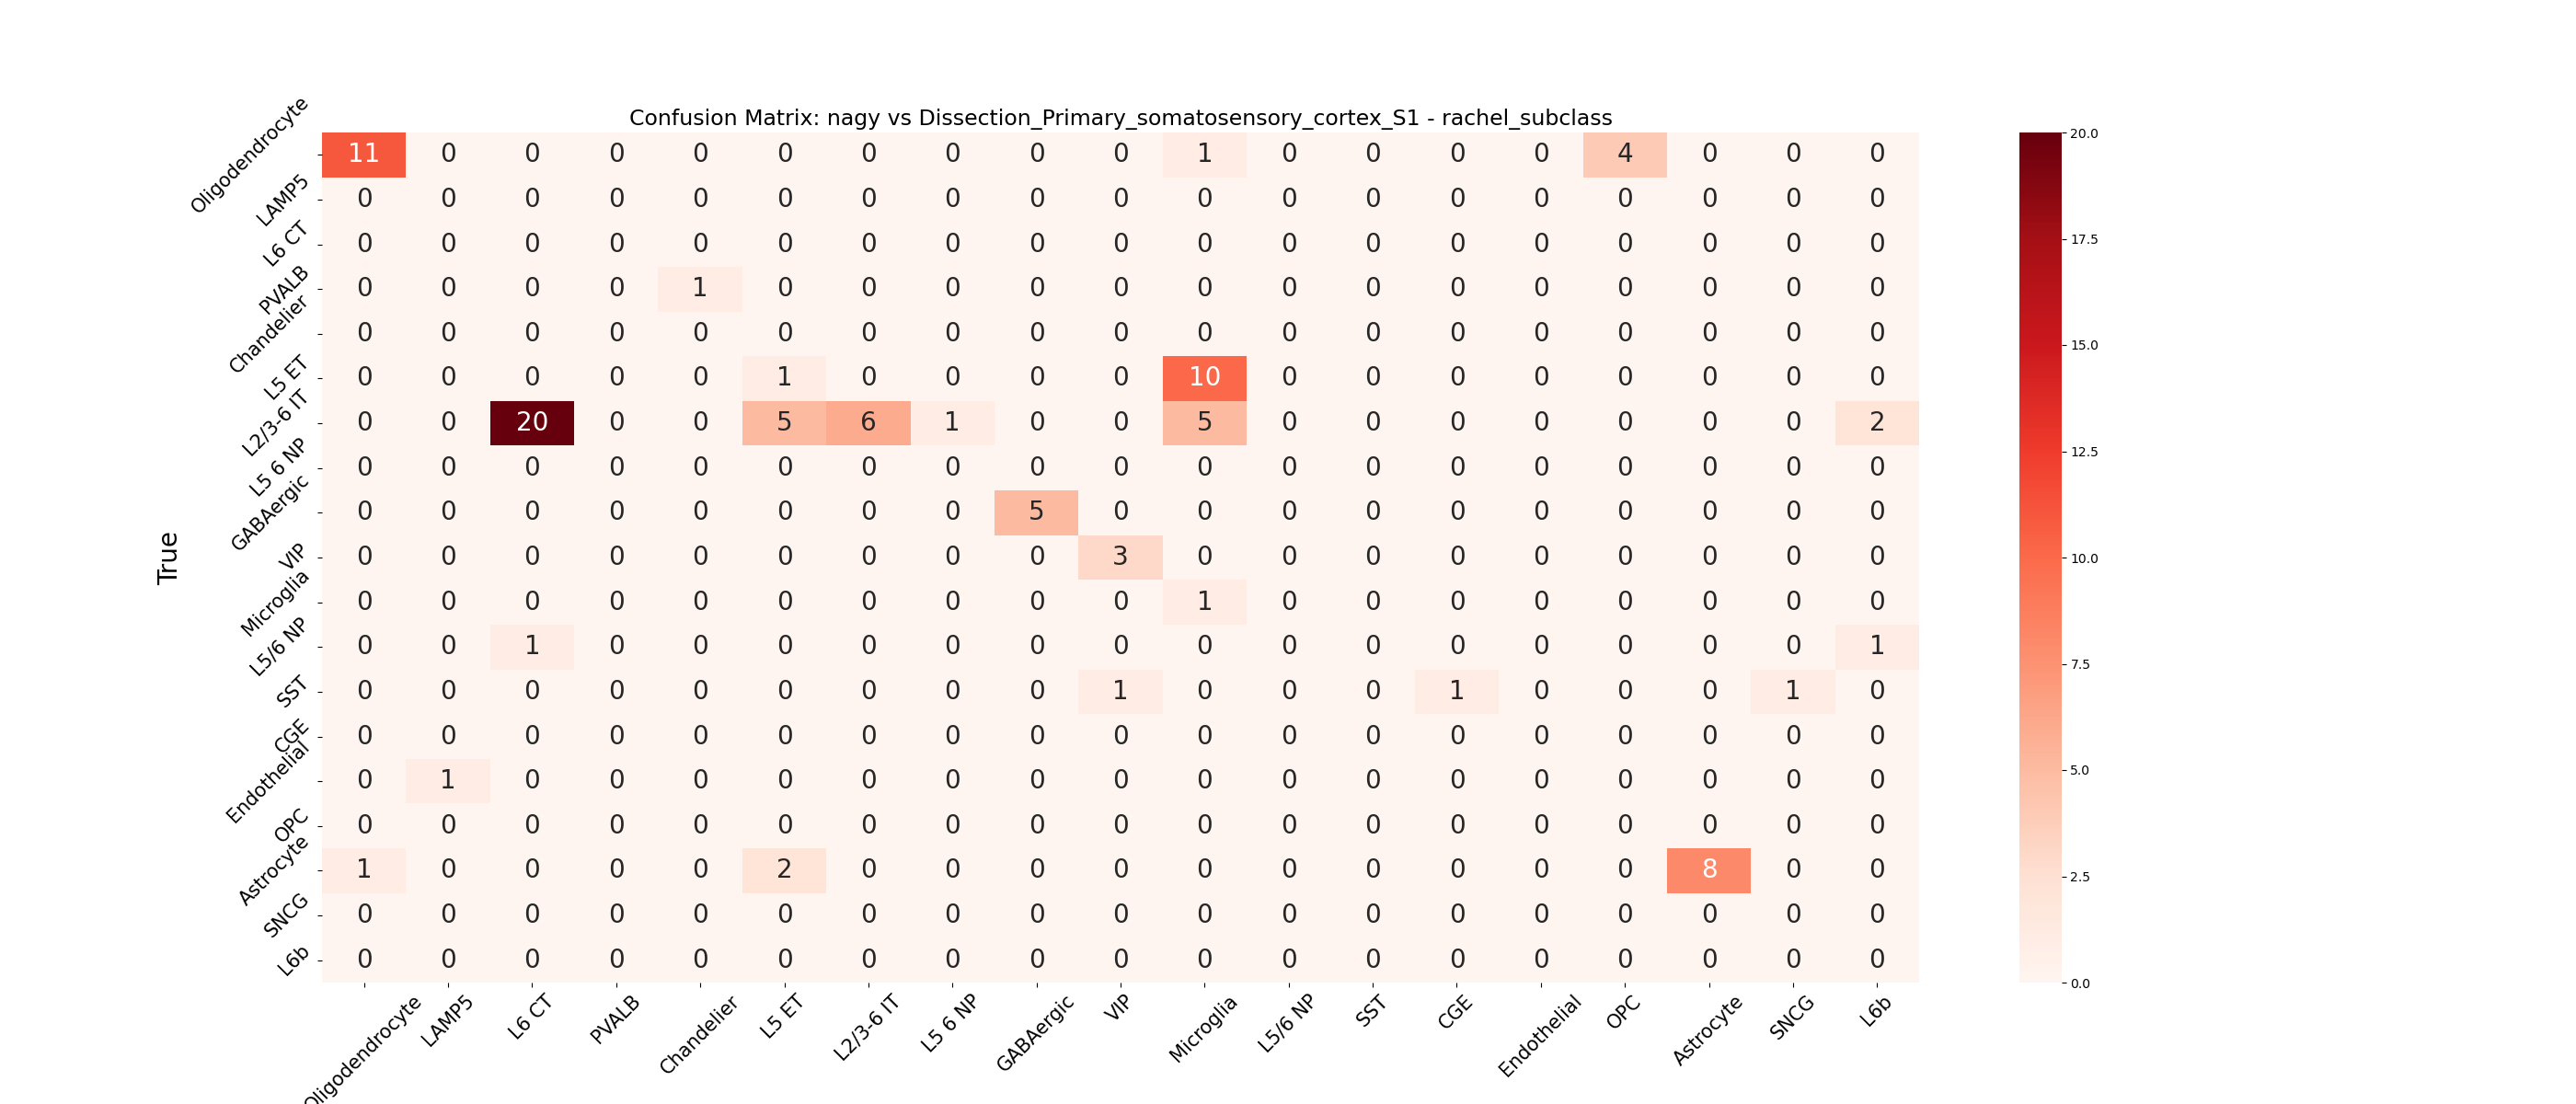 Confusion Matrix: nagy vs Dissection_Primary_somatosensory_cortex_S1 - rachel_subclass
Oligodendrocyte 11 0 0 0 0 0 0 0 0 0 1 0 0 0 0 4 0 0 0
LAMP5 0 0 0 0 0 0 0 0 0 0 0 0 0 0 0 0 0 0 0
L6 CT 0 0 0 0 0 0 0 0 0 0 0 0 0 0 0 0 0 0 0
PVALB 0 0 0 0 1 0 0 0 0 0 0 0 0 0 0 0 0 0 0
Chandelier 0 0 0 0 0 0 0 0 0 0 0 0 0 0 0 0 0 0 0
L5 ET 0 0 0 0 0 1 0 0 0 0 10 0 0 0 0 0 0 0 0
L2/3-6 IT 0 0 20 0 0 5 6 1 0 0 5 0 0 0 0 0 0 0 2
L5 6 NP 0 0 0 0 0 0 0 0 0 0 0 0 0 0 0 0 0 0 0
GABAergic 0 0 0 0 0 0 0 0 5 0 0 0 0 0 0 0 0 0 0
VIP 0 0 0 0 0 0 0 0 0 3 0 0 0 0 0 0 0 0 0
Microglia 0 0 0 0 0 0 0 0 0 0 1 0 0 0 0 0 0 0 0
L5/6 NP 0 0 1 0 0 0 0 0 0 0 0 0 0 0 0 0 0 0 1
SST 0 0 0 0 0 0 0 0 0 1 0 0 0 1 0 0 0 1 0
CGE 0 0 0 0 0 0 0 0 0 0 0 0 0 0 0 0 0 0 0
Endothelial 0 1 0 0 0 0 0 0 0 0 0 0 0 0 0 0 0 0 0
OPC 0 0 0 0 0 0 0 0 0 0 0 0 0 0 0 0 0 0 0
Astrocyte 1 0 0 0 0 2 0 0 0 0 0 0 0 0 0 0 8 0 0
SNCG 0 0 0 0 0 0 0 0 0 0 0 0 0 0 0 0 0 0 0
L6b 0 0 0 0 0 0 0 0 0 0 0 0 0 0 0 0 0 0 0
True
Oligodendrocyte LAMP5 L6 CT PVALB Chandelier L5 ET L2/3-6 IT L5 6 NP GABAergic VIP Microglia L5/6 NP SST CGE Endothelial OPC Astrocyte SNCG L6b
20.0
17.5
15.0
12.5
10.0
7.5
5.0
2.5
0.0